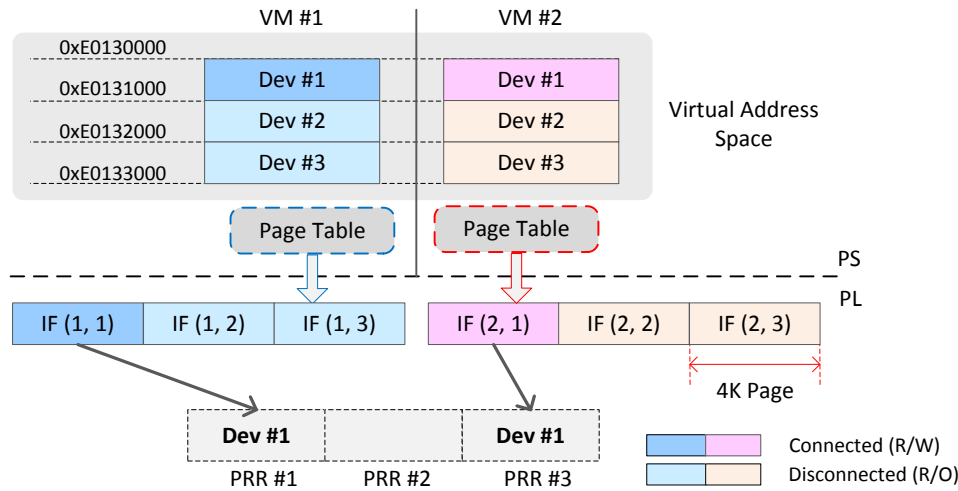 VM #1
VM #2
0xE0130000
0xE0131000
0xE0132000
0xE0133000
Dev #1
Dev #2
Dev #3
Dev #1
Dev #2
Dev #3
Virtual Address
Space
Page Table
Page Table
PS
PL
IF (1, 1)
IF (1, 2)
IF (1, 3)
IF (2, 1)
IF (2, 2)
IF (2, 3)
4K Page
Dev #1
Dev #1
PRR #1
PRR #2
PRR #3
Connected (R/W)
Disconnected (R/O)